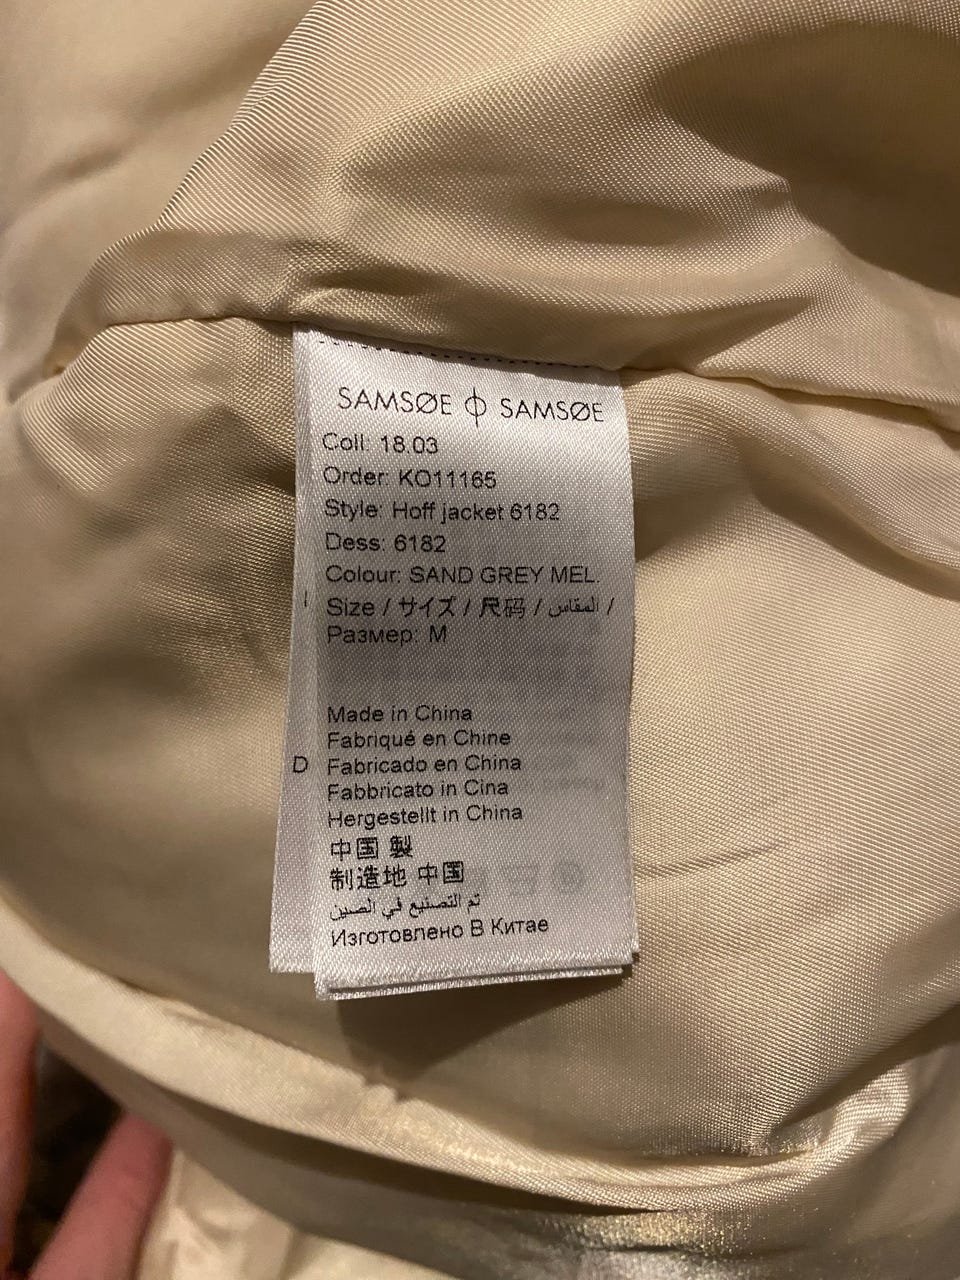 SAMSØE ϕ SAMSØE
Coll: 18.03
Order: KO11165
Style: Hoff jacket 6182
Dess: 6182
Colour: SAND GREY MEL.
Size / サイズ / 尺码 / المقاس /
Размер: M
Made in China
Fabriqué en Chine
D
Fabricado en China
Fabbricato in Cina
Hergestellt in China
中国 製
制造地 中国
تم التصنيع في الصين
Изготовлено В Китае